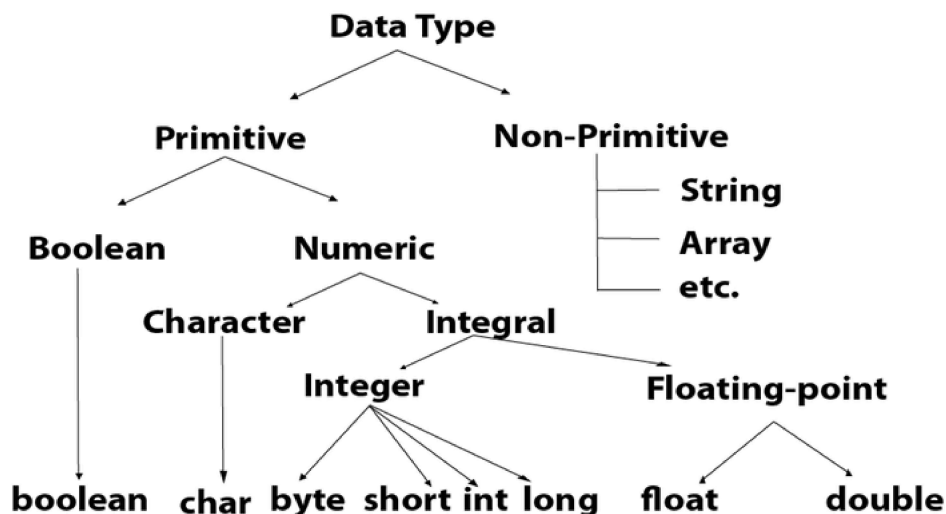 Data Type
Primitive
Non-Primitive
String
Array
etc.
Boolean
Numeric
Character
Integral
Integer
Floating-point
boolean
char
byte
short
int
long
float
double